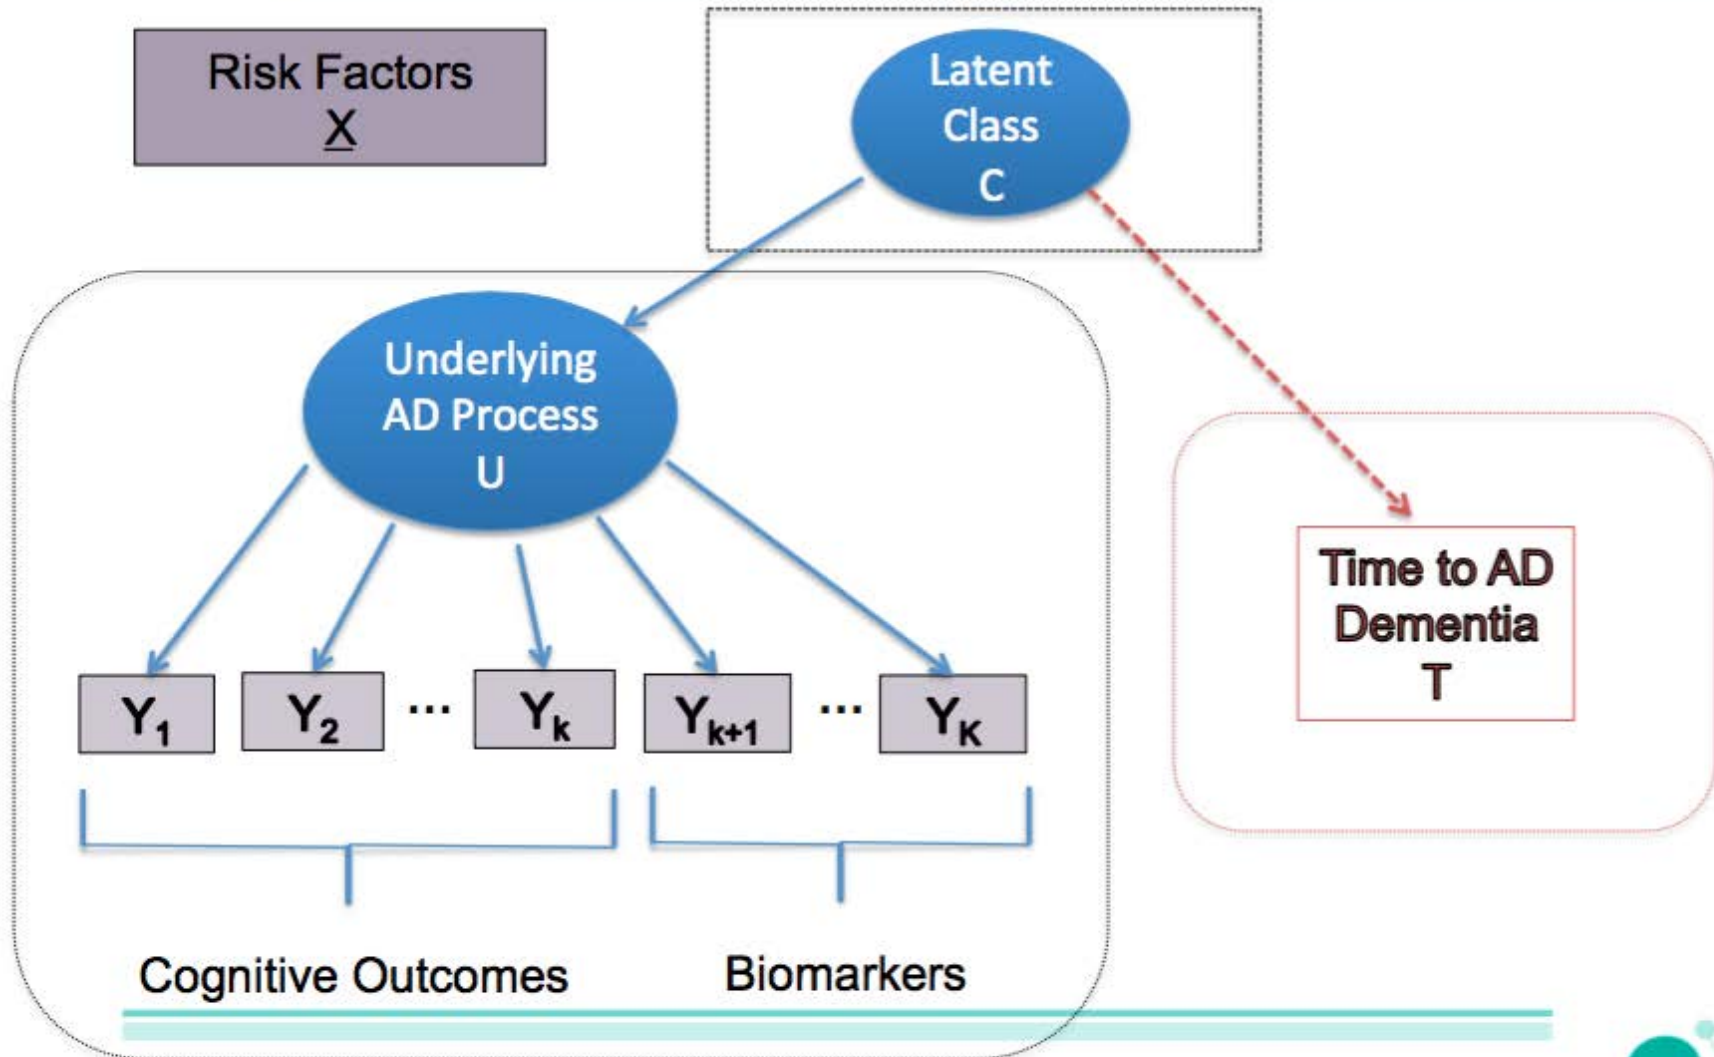 Risk Factors
X
Latent
Class
C
Underlying
AD Process
U
Time to AD
Dementia
T
Y₁ Y₂ ... Yₖ Yₖ₊₁ ... Y_K
Cognitive Outcomes Biomarkers